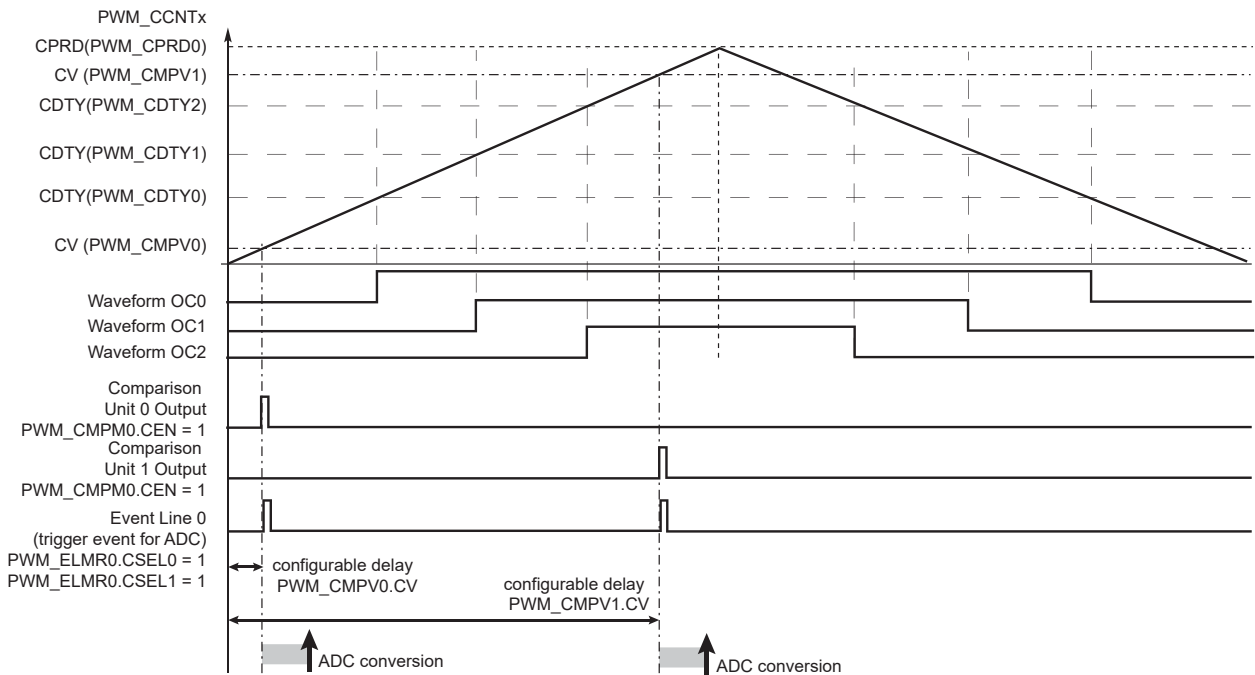 PWM_CCNTx
CPRD(PWM_CPRD0)
CV (PWM_CMPV1)
CDTY(PWM_CDTY2)
CDTY(PWM_CDTY1)
CDTY(PWM_CDTY0)
CV (PWM_CMPV0)
Waveform OC0
Waveform OC1
Waveform OC2
Comparison
Unit 0 Output
PWM_CMPM0.CEN = 1
Comparison
Unit 1 Output
PWM_CMPM0.CEN = 1
Event Line 0
(trigger event for ADC)
PWM_ELMR0.CSEL0 = 1
PWM_ELMR0.CSEL1 = 1
configurable delay
PWM_CMPV0.CV
configurable delay
PWM_CMPV1.CV
ADC conversion
ADC conversion